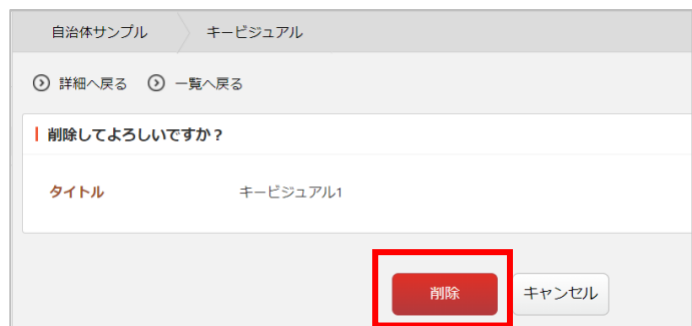 自治体サンプル キービジュアル
詳細へ戻る 一覧へ戻る
削除してよろしいですか?
タイトル キービジュアル1
削除 キャンセル